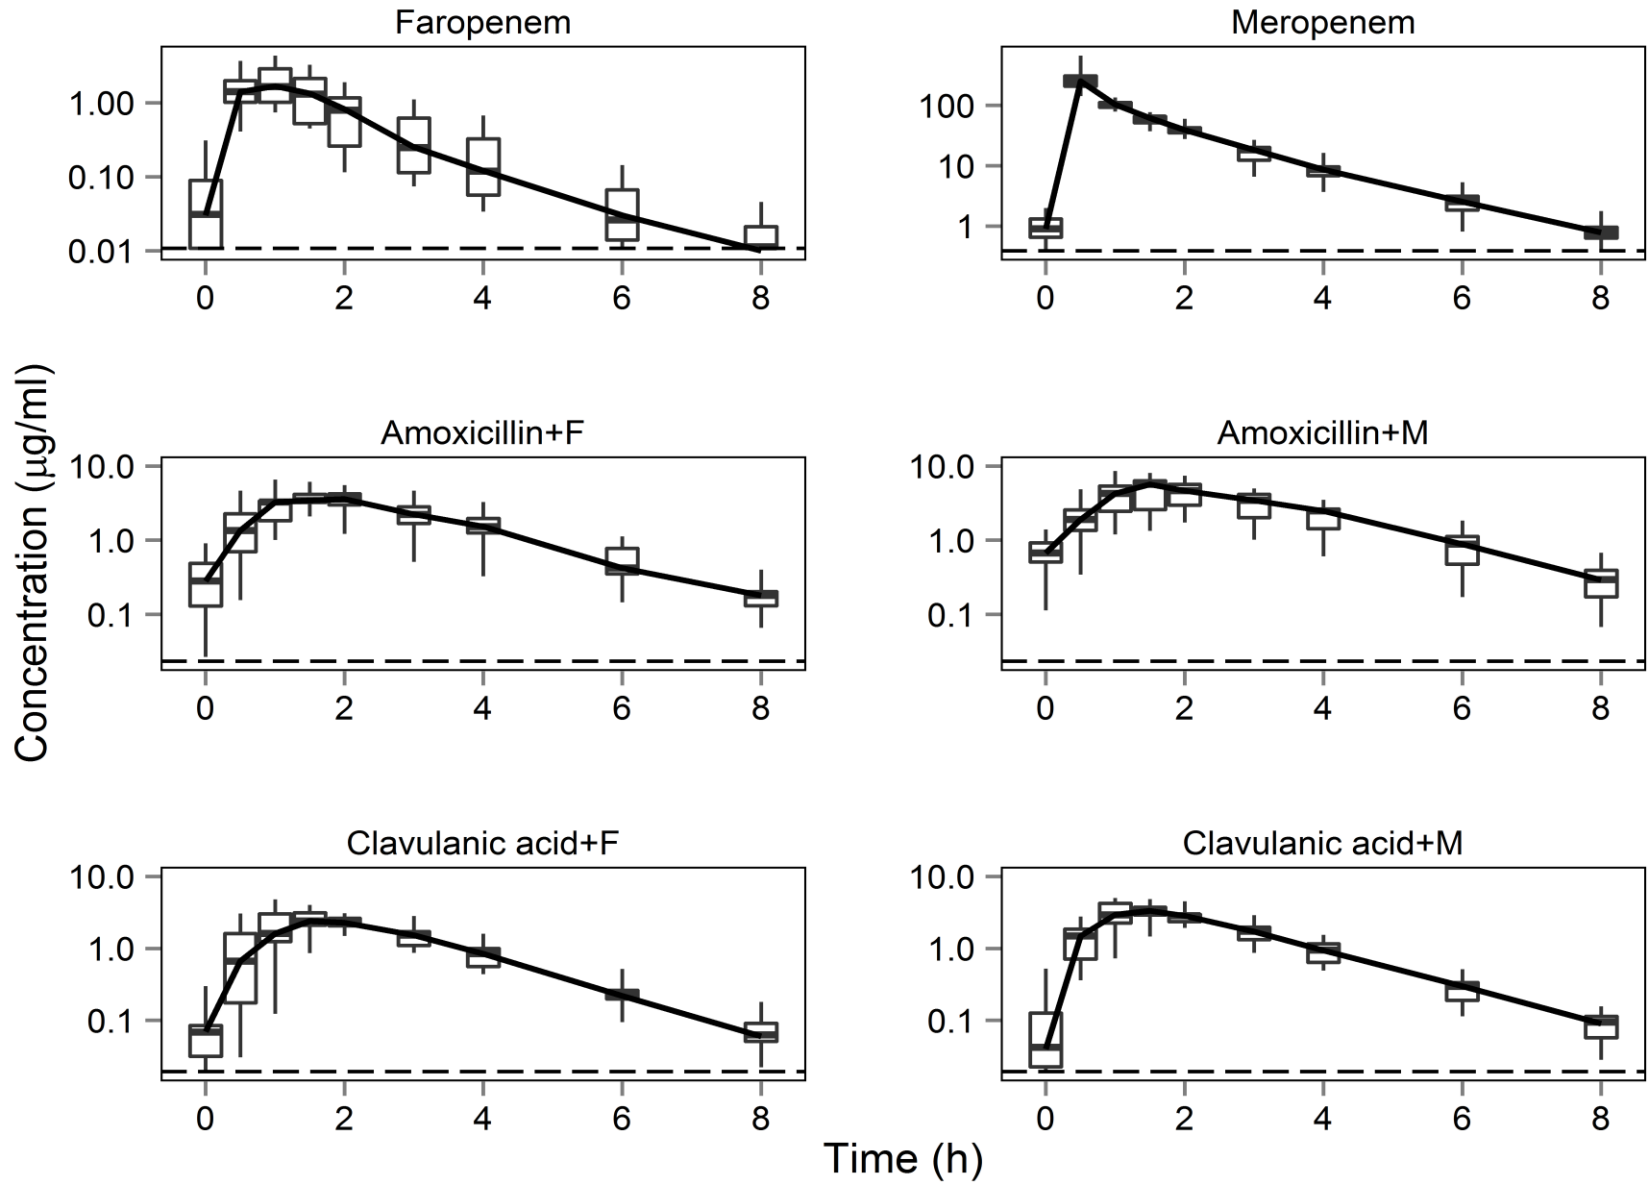 Faropenem
Meropenem
1.00
0.10
0.01
100
10
1
0 2 4 6 8
0 2 4 6 8
Concentration (µg/ml)
Amoxicillin+F
Amoxicillin+M
10.0
1.0
0.1
10.0
1.0
0.1
0 2 4 6 8
0 2 4 6 8
Clavulanic acid+F
Clavulanic acid+M
10.0
1.0
0.1
10.0
1.0
0.1
0 2 4 6 8
0 2 4 6 8
Time (h)